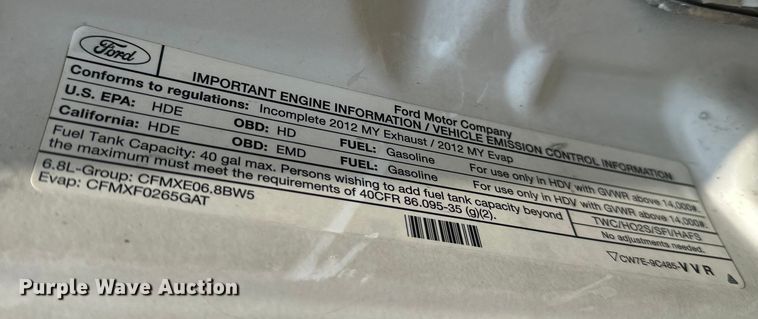 Ford
Ford Motor Company
IMPORTANT ENGINE INFORMATION / VEHICLE EMISSION CONTROL INFORMATION
Conforms to regulations: Incomplete 2012 MY Exhaust / 2012 MY Evap
U.S. EPA: HDE OBD: HD FUEL: Gasoline For use only in HDV with GVWR above 14,000#.
California: HDE OBD: EMD FUEL: Gasoline For use only in HDV with GVWR above 14,000#.
Fuel Tank Capacity: 40 gal max. Persons wishing to add fuel tank capacity beyond
the maximum must meet the requirements of 40CFR 86.095-35 (g)(2).
TWC/HO2S/SFI/HAFS
No adjustments needed.
6.8L-Group: CFMXE06.8BW5
Evap: CFMXF0265GAT
CW7E-9C485-VVR
Purple Wave Auction